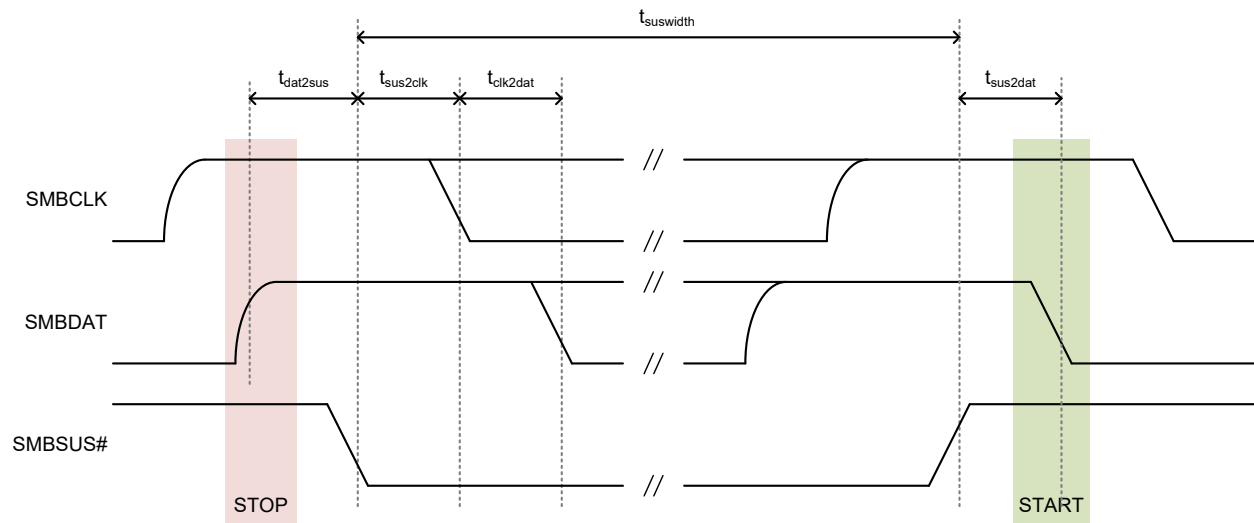 tsuswidth
tdat2sus
tsus2clk
tclk2dat
tsus2dat
//
//
SMBCLK
//
//
SMBDAT
//
SMBSUS#
//
STOP
START